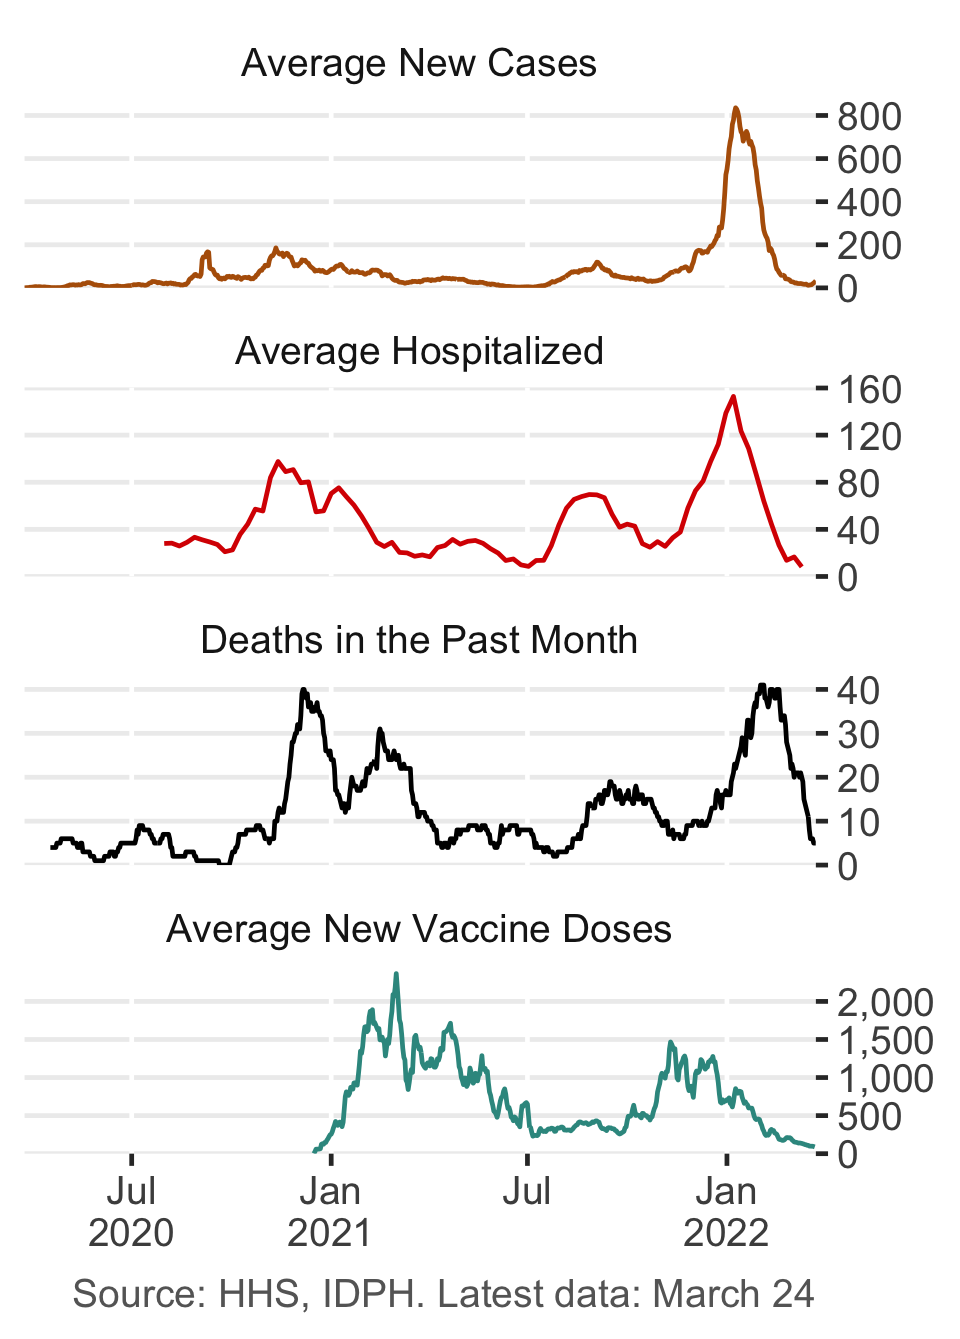 Average New Cases
800
600
400
200
0
Average Hospitalized
160
120
80
40
0
Deaths in the Past Month
40
30
20
10
0
Average New Vaccine Doses
2,000
1,500
1,000
500
0
Jul Jan Jul Jan
2020 2021 2022
Source: HHS, IDPH. Latest data: March 24